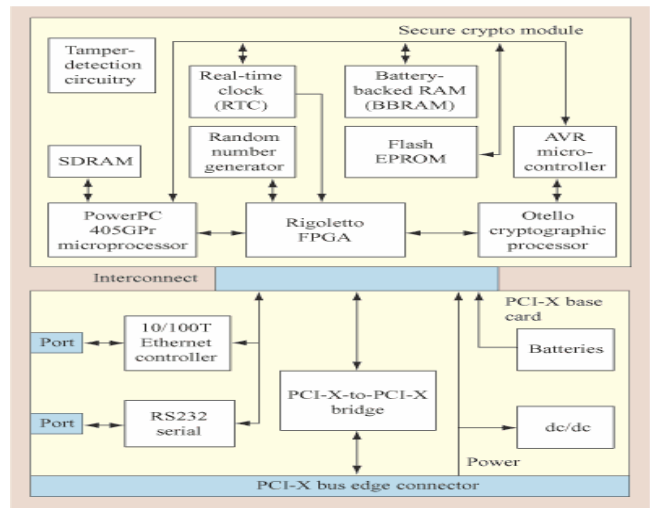 Secure crypto module
Tamper-
detection
circuitry
Real-time
clock
(RTC)
Battery-
backed RAM
(BBRAM)
Random
number
generator
Flash
EPROM
AVR
micro-
controller
SDRAM
PowerPC
405GPr
microprocessor
Rigoletto
FPGA
Otello
cryptographic
processor
Interconnect
PCI-X base
card
Port
10/100T
Ethernet
controller
Batteries
PCI-X-to-PCI-X
bridge
Port
RS232
serial
dc/dc
Power
PCI-X bus edge connector